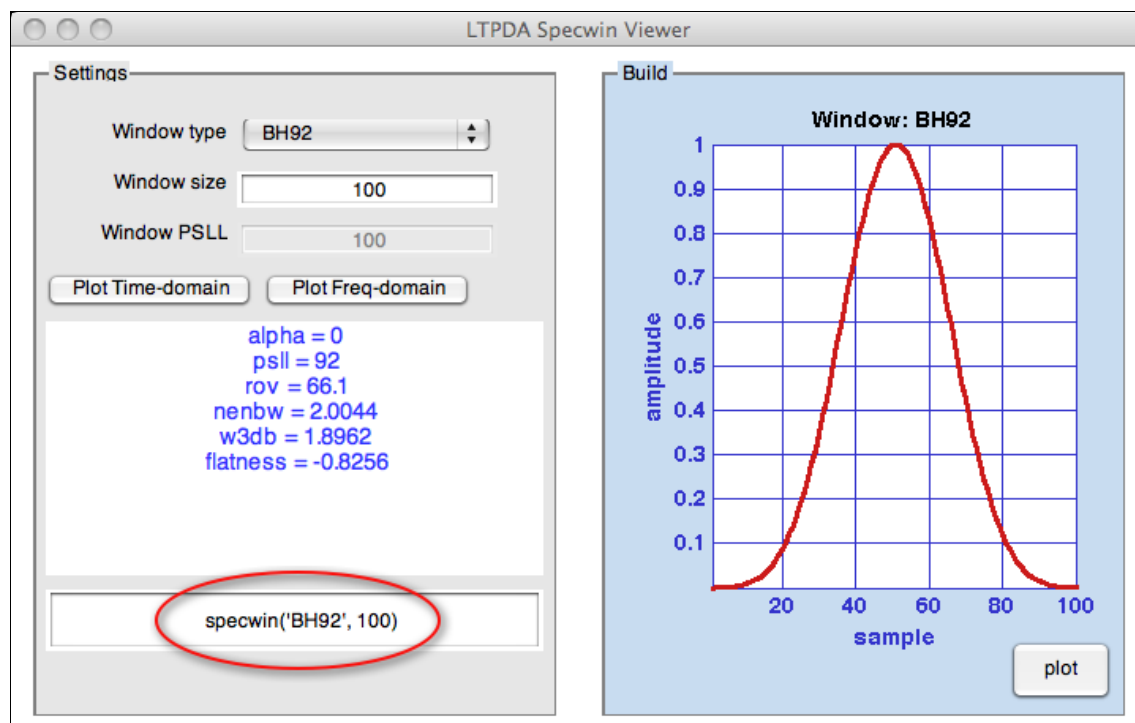 LTPDA Specwin Viewer
Settings
Window type BH92
Window size 100
Window PSLL 100
Plot Time-domain Plot Freq-domain
alpha = 0
psll = 92
rov = 66.1
nenbw = 2.0044
w3db = 1.8962
flatness = -0.8256
specwin('BH92', 100)
Build
Window: BH92
1
0.9
0.8
0.7
0.6
0.5
0.4
0.3
0.2
0.1
amplitude
20 40 60 80 100
sample
plot